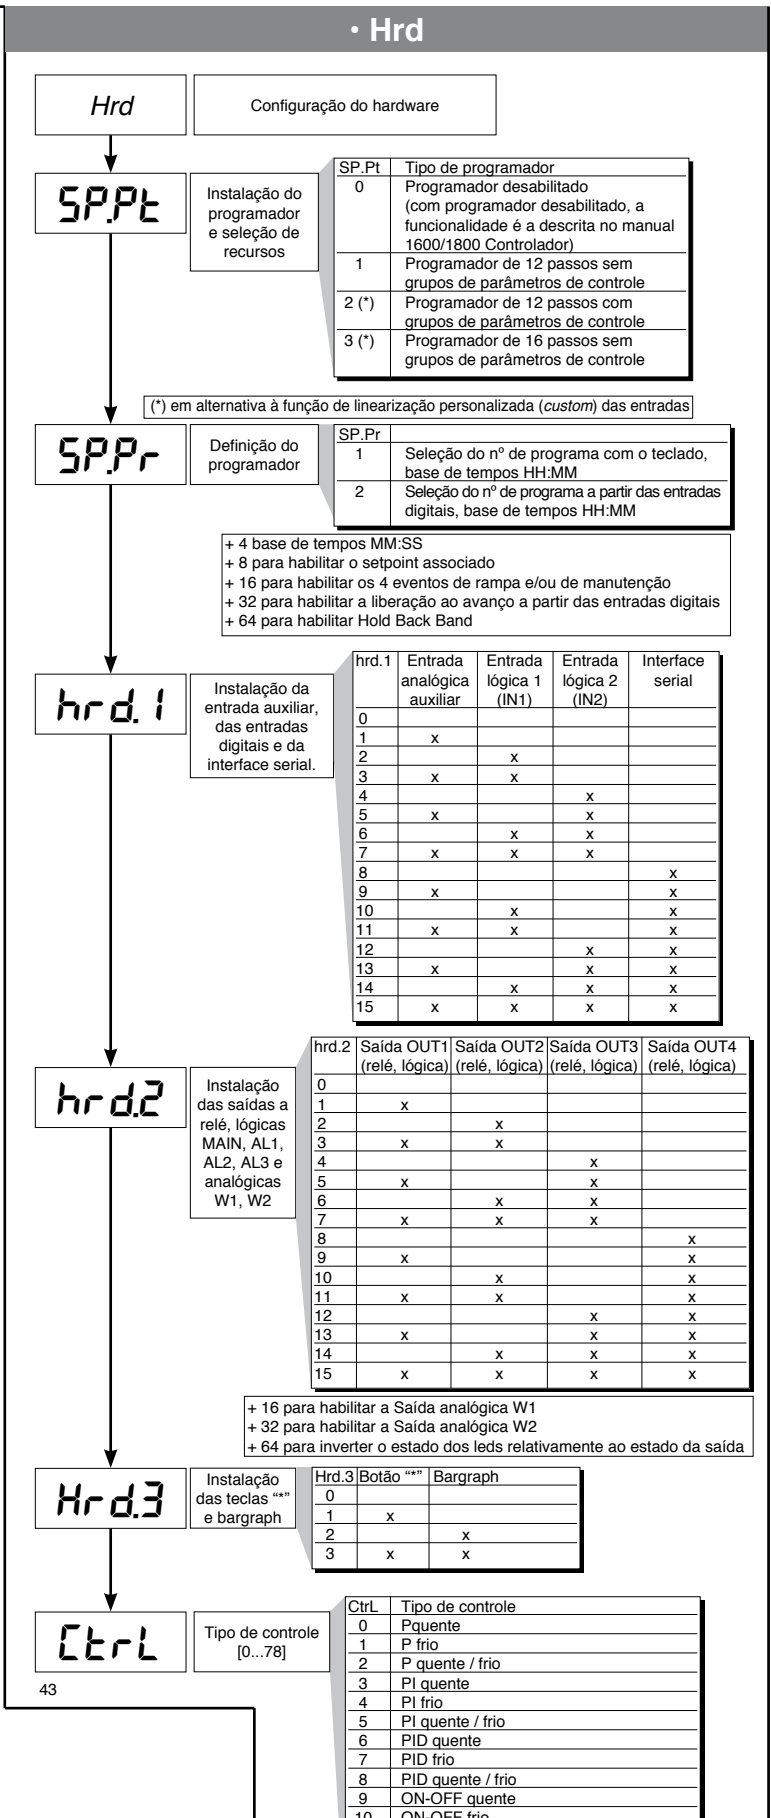 • Hrd
Hrd
Configuração do hardware
SP.Pt
Instalação do
programador
e seleção de
recursos
SP.Pt Tipo de programador
0 Programador desabilitado
(com programador desabilitado, a
funcionalidade é a descrita no manual
1600/1800 Controlador)
1 Programador de 12 passos sem
grupos de parâmetros de controle
2 (*) Programador de 12 passos com
grupos de parâmetros de controle
3 (*) Programador de 16 passos sem
grupos de parâmetros de controle
(*) em alternativa à função de linearização personalizada (custom) das entradas
SP.Pr
Definição do
programador
SP.Pr
1 Seleção do nº de programa com o teclado,
base de tempos HH:MM
2 Seleção do nº de programa a partir das entradas
digitais, base de tempos HH:MM
+ 4 base de tempos MM:SS
+ 8 para habilitar o setpoint associado
+ 16 para habilitar os 4 eventos de rampa e/ou de manutenção
+ 32 para habilitar a liberação ao avanço a partir das entradas digitais
+ 64 para habilitar Hold Back Band
hrd.1
Instalação da
entrada auxiliar,
das entradas
digitais e da
interface serial.
hrd.1 Entrada Entrada Entrada Interface
analógica lógica 1 lógica 2 serial
auxiliar (IN1) (IN2)
0
1 x
2 x
3 x x
4 x
5 x x
6 x x
7 x x x
8 x
9 x x
10 x x
11 x x x
12 x x
13 x x x
14 x x x
15 x x x x
hrd.2
Instalação
das saídas a
relé, lógicas
MAIN, AL1,
AL2, AL3 e
analógicas
W1, W2
hrd.2 Saída OUT1 Saída OUT2 Saída OUT3 Saída OUT4
(relé, lógica) (relé, lógica) (relé, lógica) (relé, lógica)
0
1 x
2 x
3 x x
4 x
5 x x
6 x x
7 x x x
8 x
9 x x
10 x x
11 x x x
12 x x
13 x x x
14 x x x
15 x x x x
+ 16 para habilitar a Saída analógica W1
+ 32 para habilitar a Saída analógica W2
+ 64 para inverter o estado dos leds relativamente ao estado da saída
Hrd.3
Instalação
das teclas “*”
e bargraph
Hrd.3 Botão “*” Bargraph
0
1 x
2 x
3 x x
CtrL
Tipo de controle
[0...78]
CtrL Tipo de controle
0 Pquente
1 P frio
2 P quente / frio
3 PI quente
4 PI frio
5 PI quente / frio
6 PID quente
7 PID frio
8 PID quente / frio
9 ON-OFF quente
10 ON-OFF frio
43